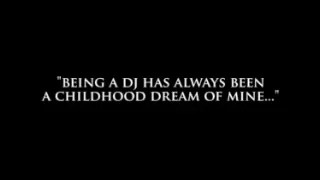 "BEING A DJ HAS ALWAYS BEEN
A CHILDHOOD DREAM OF MINE..."